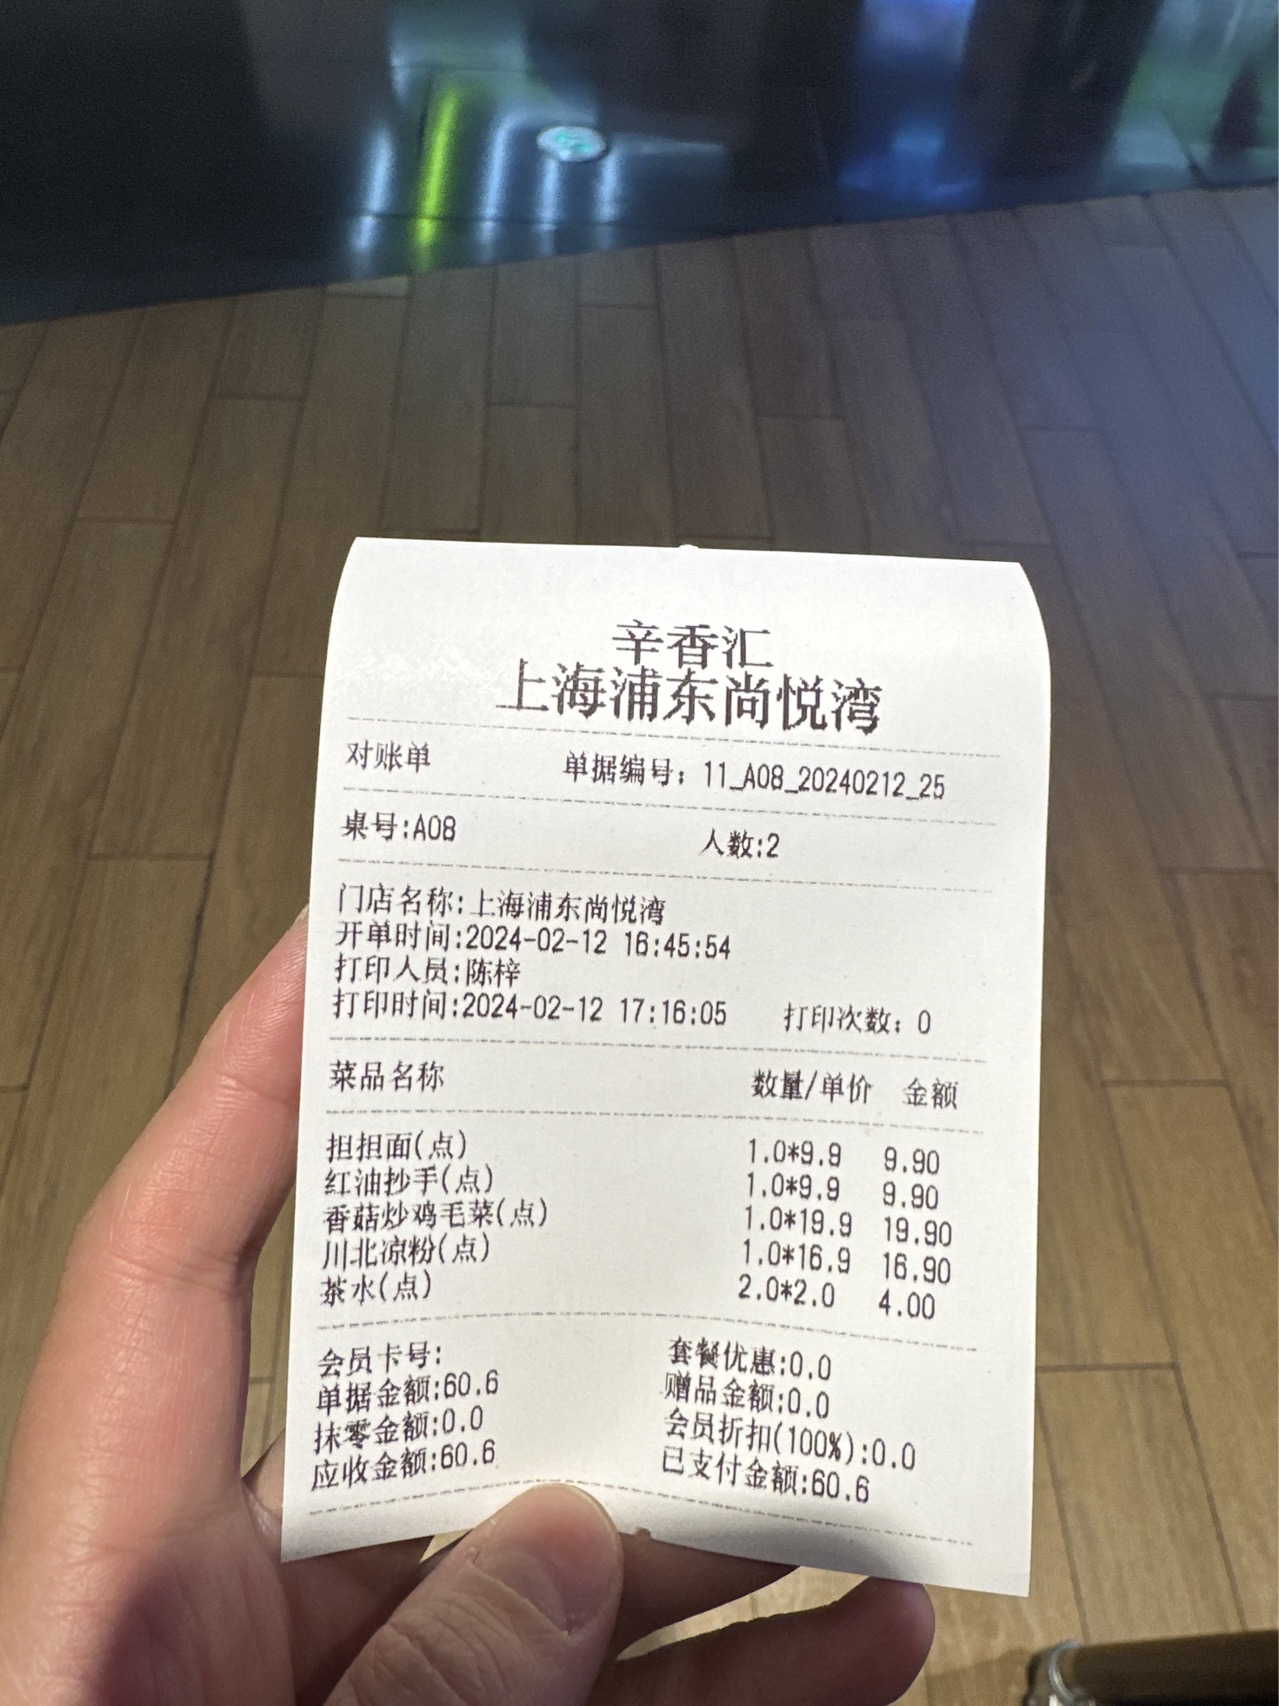 辛香汇
上海浦东尚悦湾
对账单 单据编号：11_A08_20240212_25
桌号:A08 人数:2
门店名称:上海浦东尚悦湾
开单时间:2024-02-12 16:45:54
打印人员:陈梓
打印时间:2024-02-12 17:16:05 打印次数：0
菜品名称 数量/单价 金额
担担面(点) 1.0*9.9 9.90
红油抄手(点) 1.0*9.9 9.90
香菇炒鸡毛菜(点) 1.0*19.9 19.90
川北凉粉(点) 1.0*16.9 16.90
茶水(点) 2.0*2.0 4.00
会员卡号: 套餐优惠:0.0
单据金额:60.6 赠品金额:0.0
抹零金额:0.0 会员折扣(100%):0.0
应收金额:60.6 已支付金额:60.6